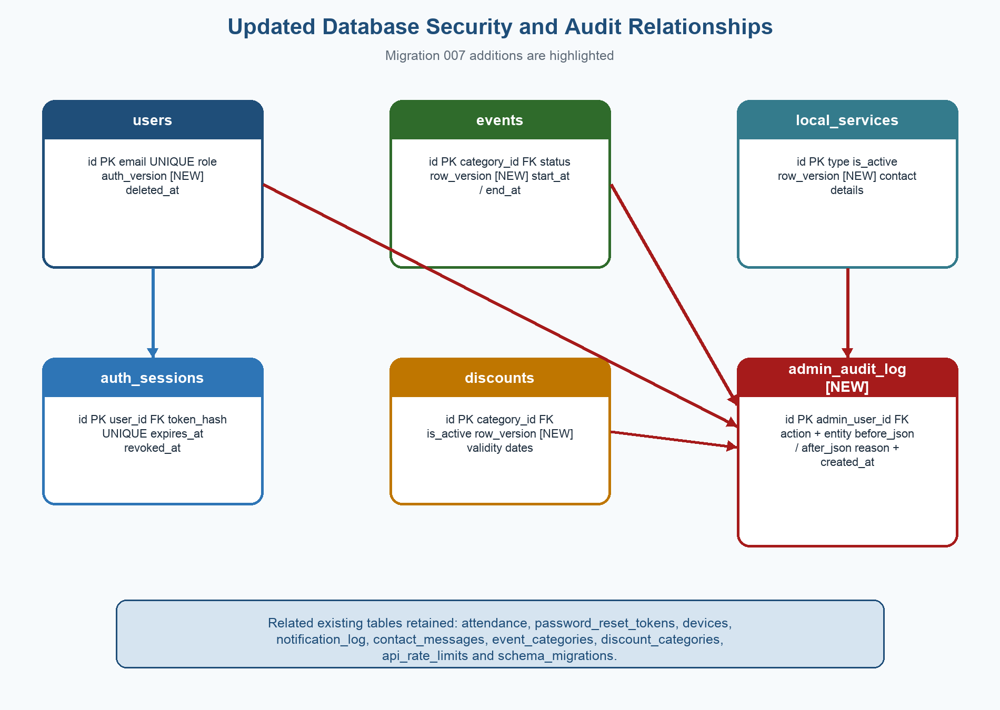 Updated Database Security and Audit Relationships
Migration 007 additions are highlighted
users
id PK email UNIQUE role
auth_version [NEW]
deleted_at
events
id PK category_id FK status
row_version [NEW] start_at
/ end_at
local_services
id PK type is_active
row_version [NEW] contact
details
auth_sessions
id PK user_id FK token_hash
UNIQUE expires_at
revoked_at
discounts
id PK category_id FK
is_active row_version [NEW]
validity dates
admin_audit_log
[NEW]
id PK admin_user_id FK
action + entity before_json
/ after_json reason +
created_at
Related existing tables retained: attendance, password_reset_tokens, devices,
notification_log, contact_messages, event_categories, discount_categories,
api_rate_limits and schema_migrations.